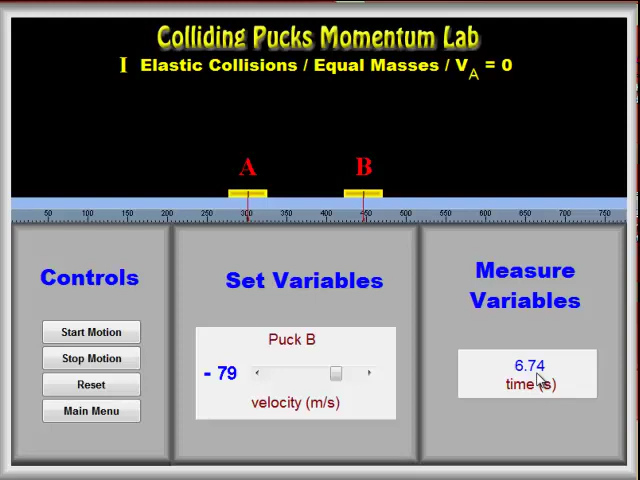 Colliding Pucks Momentum Lab
I Elastic Collisions / Equal Masses / VA = 0
A B
50 100 150 200 250 300 350 400 450 500 550 600 650 700 750
Controls
Start Motion
Stop Motion
Reset
Main Menu
Set Variables
Puck B
- 79
velocity (m/s)
Measure
Variables
6.74
time (s)